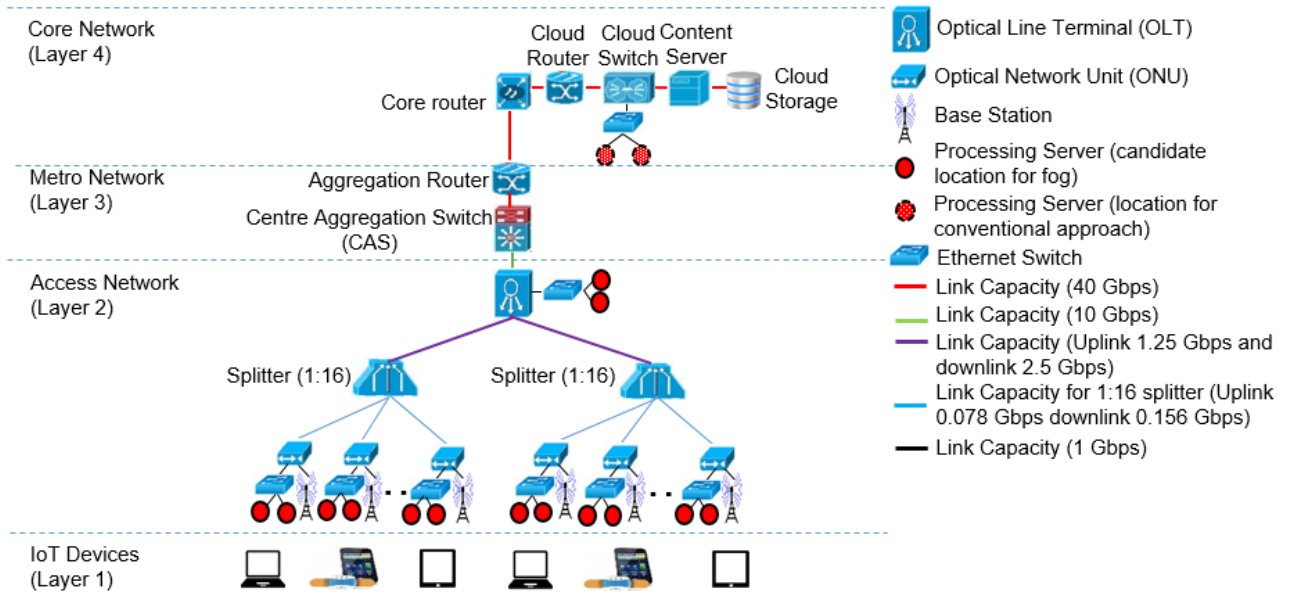 Core Network
(Layer 4)
Cloud
Router
Cloud
Switch
Content
Server
Core router
Cloud
Storage
Metro Network
(Layer 3)
Aggregation Router
Centre Aggregation Switch
(CAS)
Access Network
(Layer 2)
Splitter (1:16)
Splitter (1:16)
IoT Devices
(Layer 1)
Optical Line Terminal (OLT)
Optical Network Unit (ONU)
Base Station
Processing Server (candidate
location for fog)
Processing Server (location for
conventional approach)
Ethernet Switch
Link Capacity (40 Gbps)
Link Capacity (10 Gbps)
Link Capacity (Uplink 1.25 Gbps and
downlink 2.5 Gbps)
Link Capacity for 1:16 splitter (Uplink
0.078 Gbps downlink 0.156 Gbps)
Link Capacity (1 Gbps)